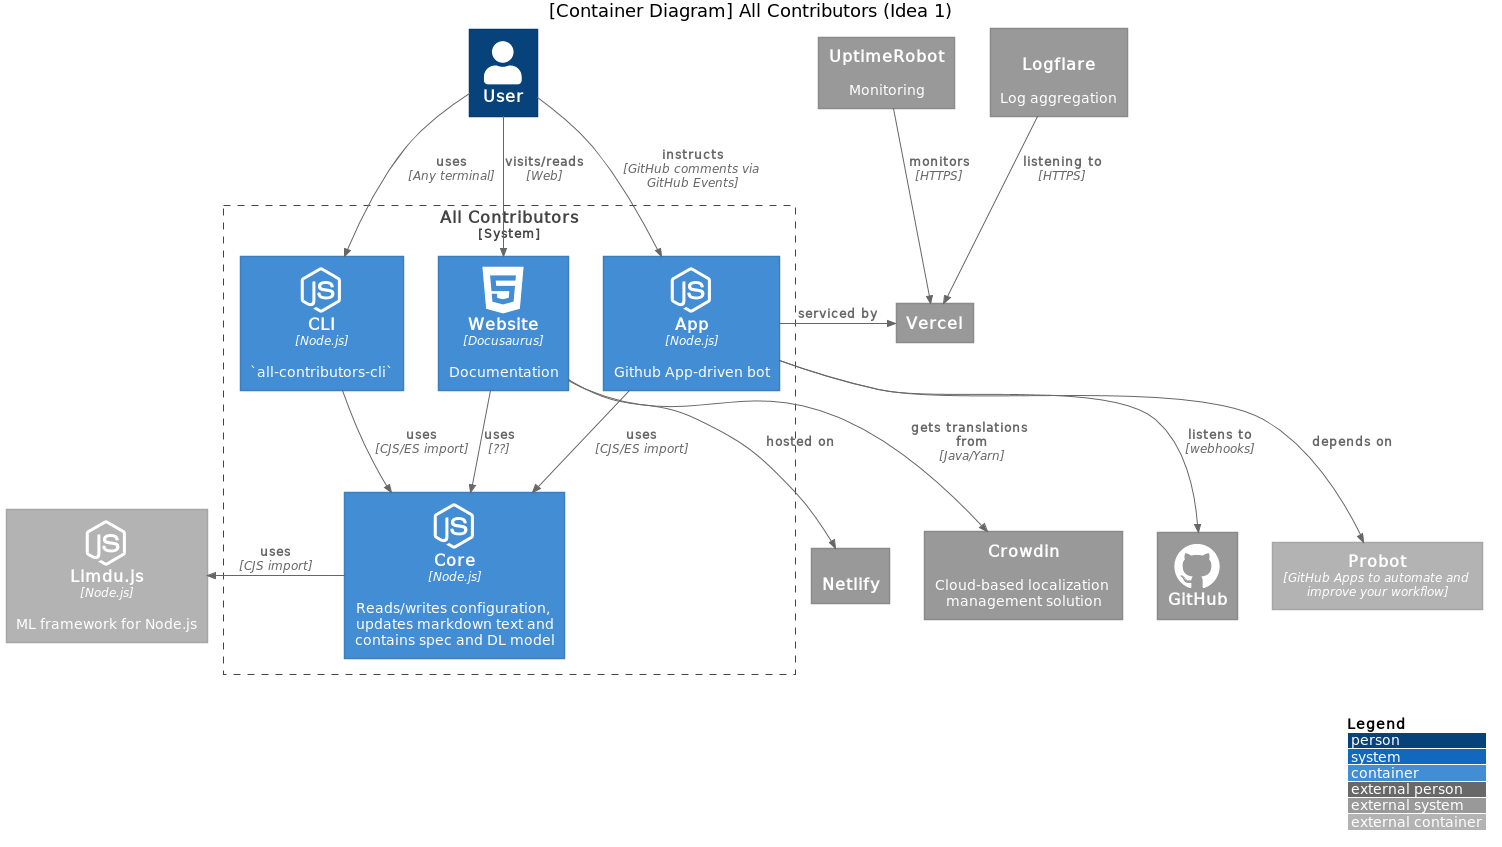 [Container Diagram] All Contributors (Idea 1)
User
UptimeRobot
Monitoring
Logflare
Log aggregation
uses
[Any terminal]
visits/reads
[Web]
instructs
[GitHub comments via
GitHub Events]
monitors
[HTTPS]
listening to
[HTTPS]
All Contributors
[System]
JS
CLI
[Node.js]
`all-contributors-cli`
5
Website
[Docusaurus]
Documentation
JS
App
[Node.js]
Github App-driven bot
serviced by
Vercel
uses
[CJS/ES import]
uses
[??]
uses
[CJS/ES import]
hosted on
gets translations
from
[Java/Yarn]
listens to
[webhooks]
depends on
JS
Limdu.js
[Node.js]
ML framework for Node.js
uses
[CJS import]
JS
Core
[Node.js]
Reads/writes configuration,
updates markdown text and
contains spec and DL model
Netlify
Crowdin
Cloud-based localization
management solution
GitHub
Probot
[GitHub Apps to automate and
improve your workflow]
Legend
person
system
container
external person
external system
external container